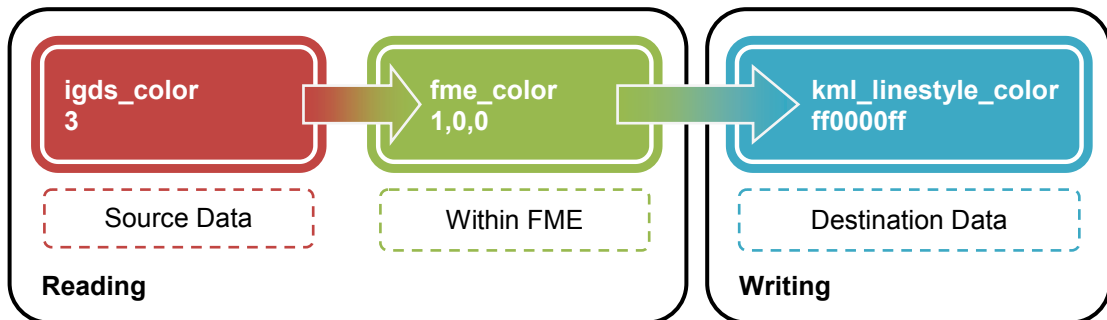 igds_color
3
fme_color
1,0,0
kml_linestyle_color
ff0000ff
Source Data
Within FME
Destination Data
Reading
Writing